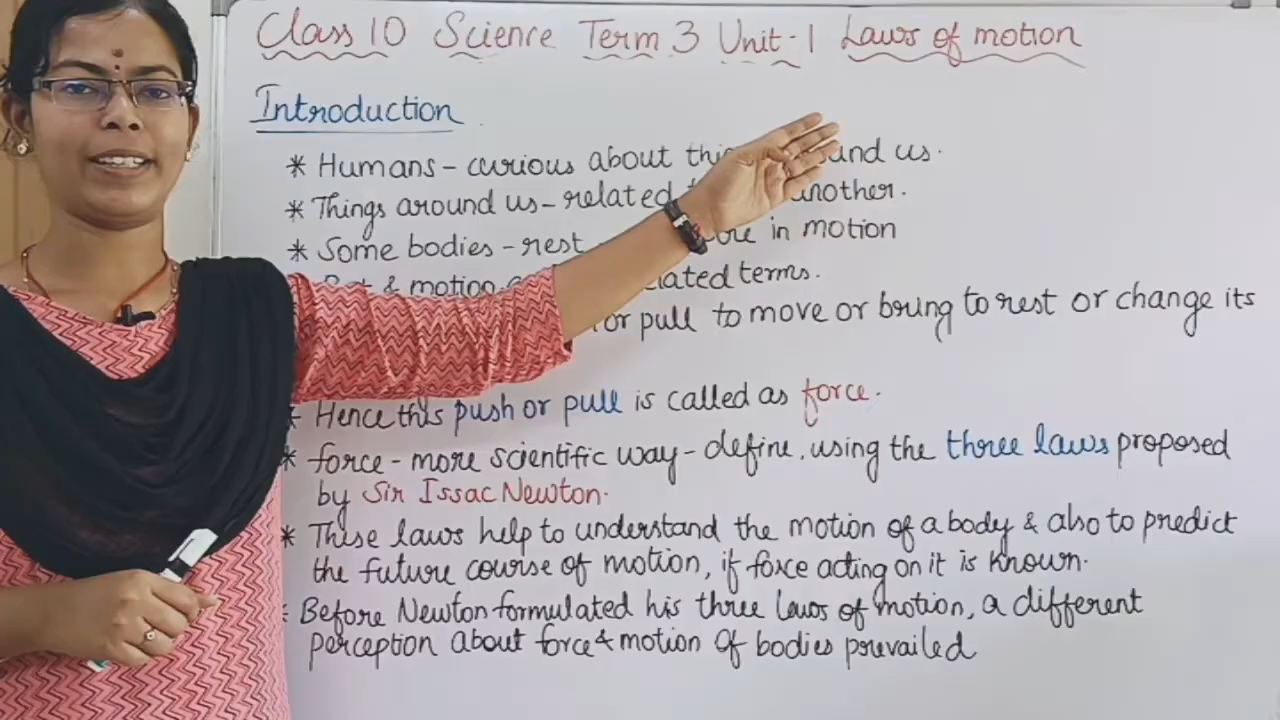 Class 10 Science Term 3 Unit-1 Laws of motion
Introduction
* Humans - curious about us.
* Things around us - related another.
* Some bodies - rest in motion
& motion terms.
or pull to move or bring to rest or change its
* Hence this push or pull is called as force.
* force - more scientific way - define, using the three laws proposed
by Sir Issac Newton.
* These laws help to understand the motion of a body & also to predict
the future course of motion, if force acting on it is known.
* Before Newton formulated his three laws of motion, a different
perception about force & motion of bodies prevailed